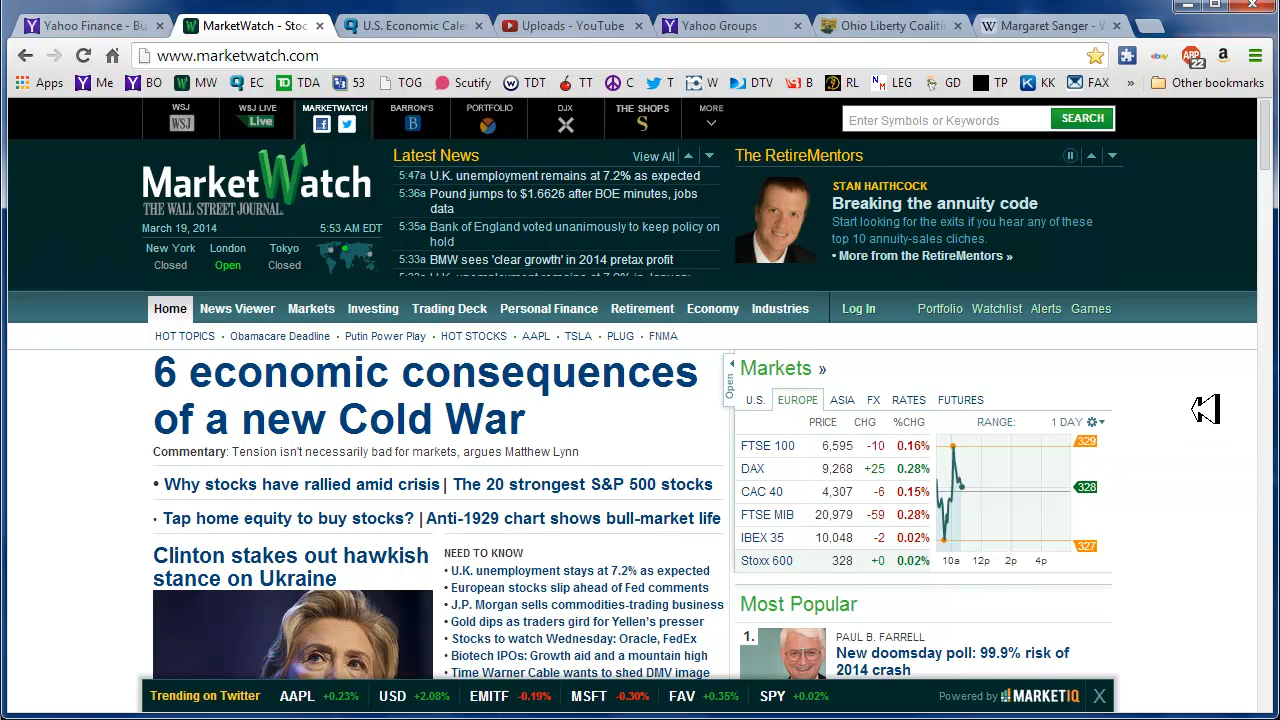 Yahoo Finance - Bu
MarketWatch - Stoc
U.S. Economic Cale
Uploads - YouTube
Yahoo Groups
Ohio Liberty Coaliti
Margaret Sanger - W
www.marketwatch.com
ebay
ABP
22
Apps
Me
BO
MW
EC
TDA
53
TOG
Scutify
TDT
TT
C
T
W
DTV
B
RL
LEG
GD
TP
KK
FAX
»
Other bookmarks
WSJ
WSJ
WSJ LIVE
Live
MARKETWATCH
BARRON'S
B
PORTFOLIO
DJX
THE SHOPS
S
MORE
Enter Symbols or Keywords
SEARCH
MarketWatch
THE WALL STREET JOURNAL.
March 19, 2014
5:53 AM EDT
New York
Closed
London
Open
Tokyo
Closed
Latest News
View All
5:47a U.K. unemployment remains at 7.2% as expected
5:36a Pound jumps to $1.6626 after BOE minutes, jobs
data
5:35a Bank of England voted unanimously to keep policy on
hold
5:33a BMW sees 'clear growth' in 2014 pretax profit
The RetireMentors
STAN HAITHCOCK
Breaking the annuity code
Start looking for the exits if you hear any of these
top 10 annuity-sales cliches.
• More from the RetireMentors »
Home
News Viewer
Markets
Investing
Trading Deck
Personal Finance
Retirement
Economy
Industries
Log In
Portfolio
Watchlist
Alerts
Games
HOT TOPICS • Obamacare Deadline • Putin Power Play • HOT STOCKS • AAPL • TSLA • PLUG • FNMA
6 economic consequences
of a new Cold War
Commentary: Tension isn't necessarily bad for markets, argues Matthew Lynn
• Why stocks have rallied amid crisis | The 20 strongest S&P 500 stocks
· Tap home equity to buy stocks? | Anti-1929 chart shows bull-market life
Clinton stakes out hawkish
stance on Ukraine
NEED TO KNOW
• U.K. unemployment stays at 7.2% as expected
• European stocks slip ahead of Fed comments
• J.P. Morgan sells commodities-trading business
• Gold dips as traders gird for Yellen's presser
• Stocks to watch Wednesday: Oracle, FedEx
• Biotech IPOs: Growth and a mountain high
• Time Warner Cable wants to shed DMV image
Open
Markets »
U.S.
EUROPE
ASIA
FX
RATES
FUTURES
PRICE CHG %CHG RANGE: 1 DAY
FTSE 100 6,595 -10 0.16%
DAX 9,268 +25 0.28%
CAC 40 4,307 -6 0.15%
FTSE MIB 20,979 -59 0.28%
IBEX 35 10,048 -2 0.02%
Stoxx 600 328 +0 0.02%
329
328
327
10a 12p 2p 4p
Most Popular
1.
PAUL B. FARRELL
New doomsday poll: 99.9% risk of
2014 crash
Trending on Twitter AAPL +0.23% USD +2.08% EMITF -0.19% MSFT -0.30% FAV +0.35% SPY +0.02% Powered by MARKETIQ X